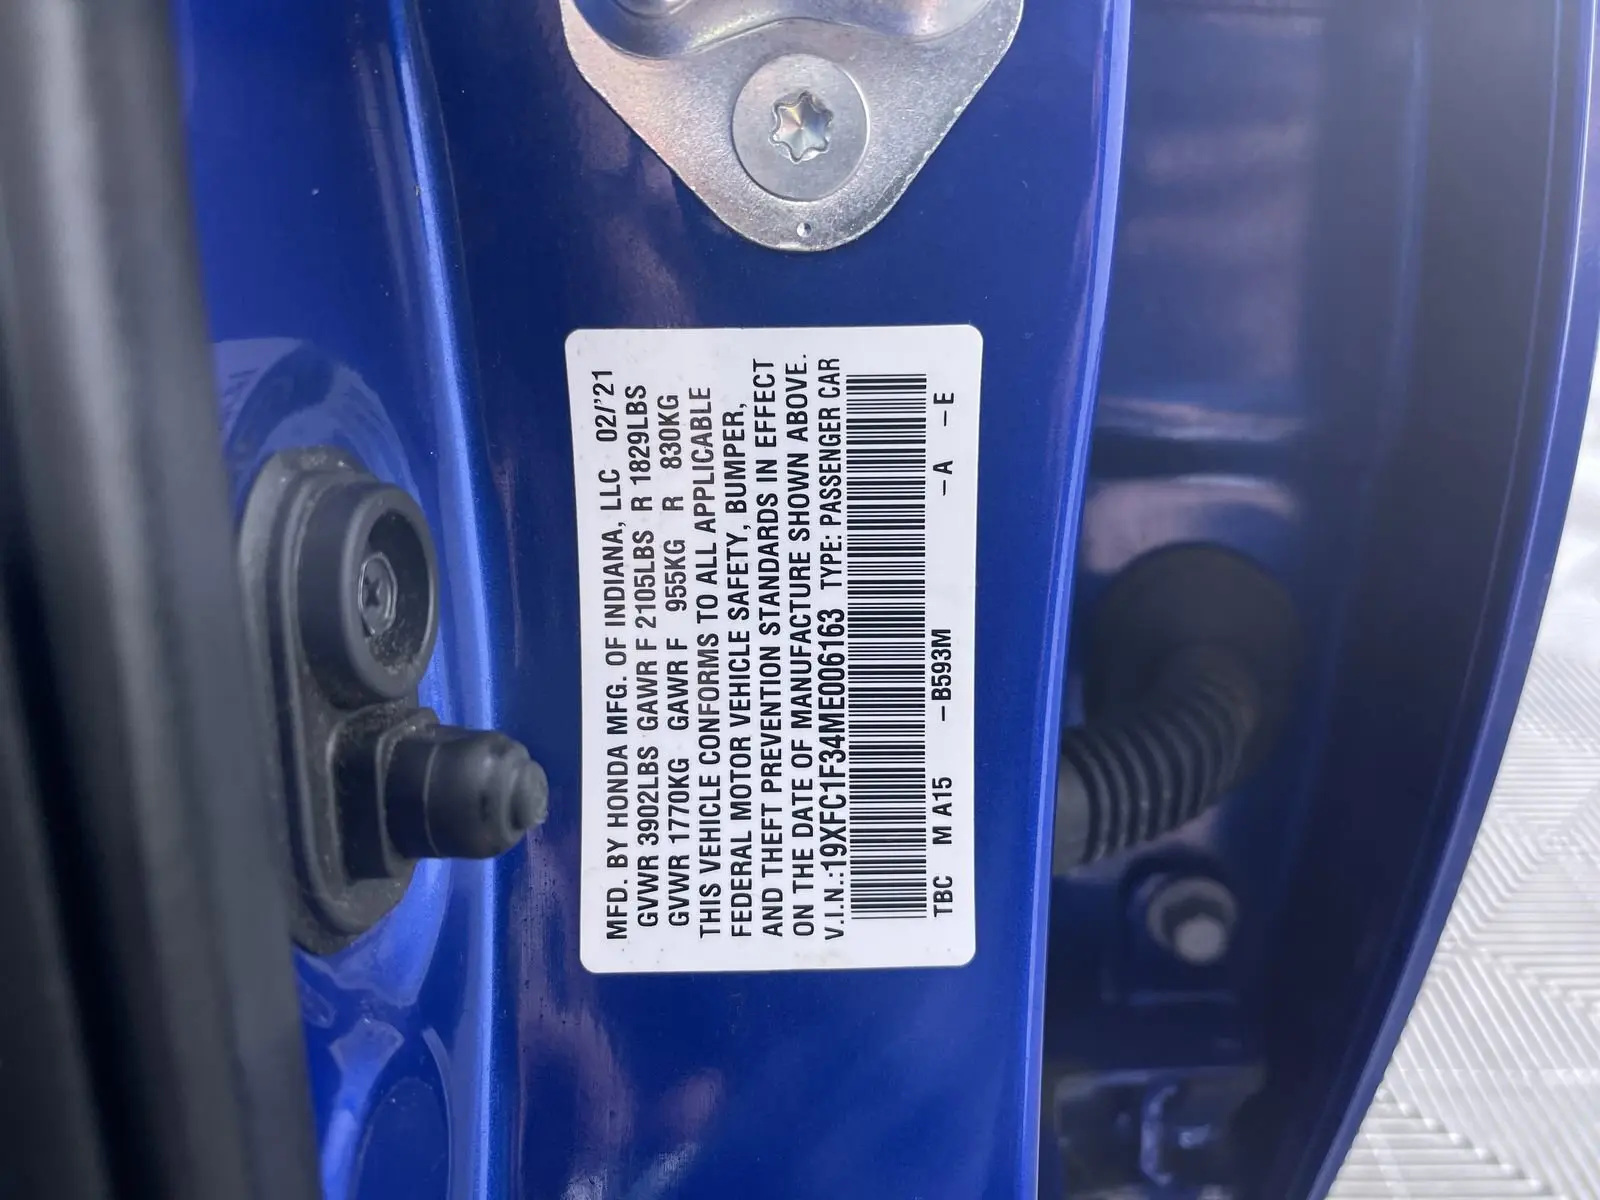 MFD. BY HONDA MFG. OF INDIANA, LLC 02/'21
GVWR 3902LBS GAWR F 2105LBS R 1829LBS
GVWR 1770KG GAWR F 955KG R 830KG
THIS VEHICLE CONFORMS TO ALL APPLICABLE
FEDERAL MOTOR VEHICLE SAFETY, BUMPER,
AND THEFT PREVENTION STANDARDS IN EFFECT
ON THE DATE OF MANUFACTURE SHOWN ABOVE.
V.I.N.:19XFC1F34ME006163 TYPE: PASSENGER CAR
TBC M A15 -B593M -A -E